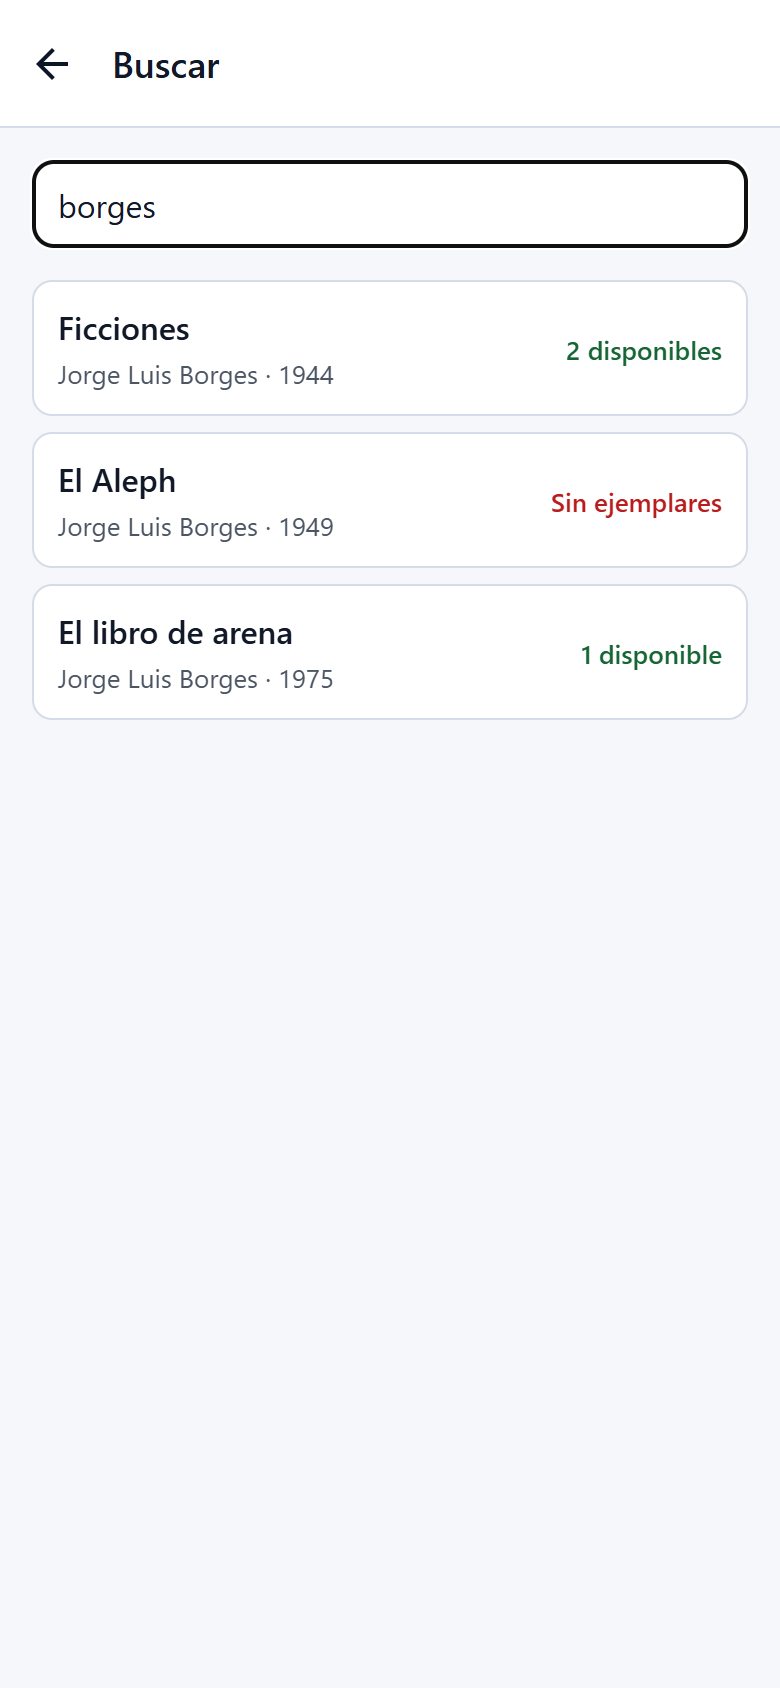 Buscar
borges
Ficciones
Jorge Luis Borges · 1944
2 disponibles
El Aleph
Jorge Luis Borges · 1949
Sin ejemplares
El libro de arena
Jorge Luis Borges · 1975
1 disponible